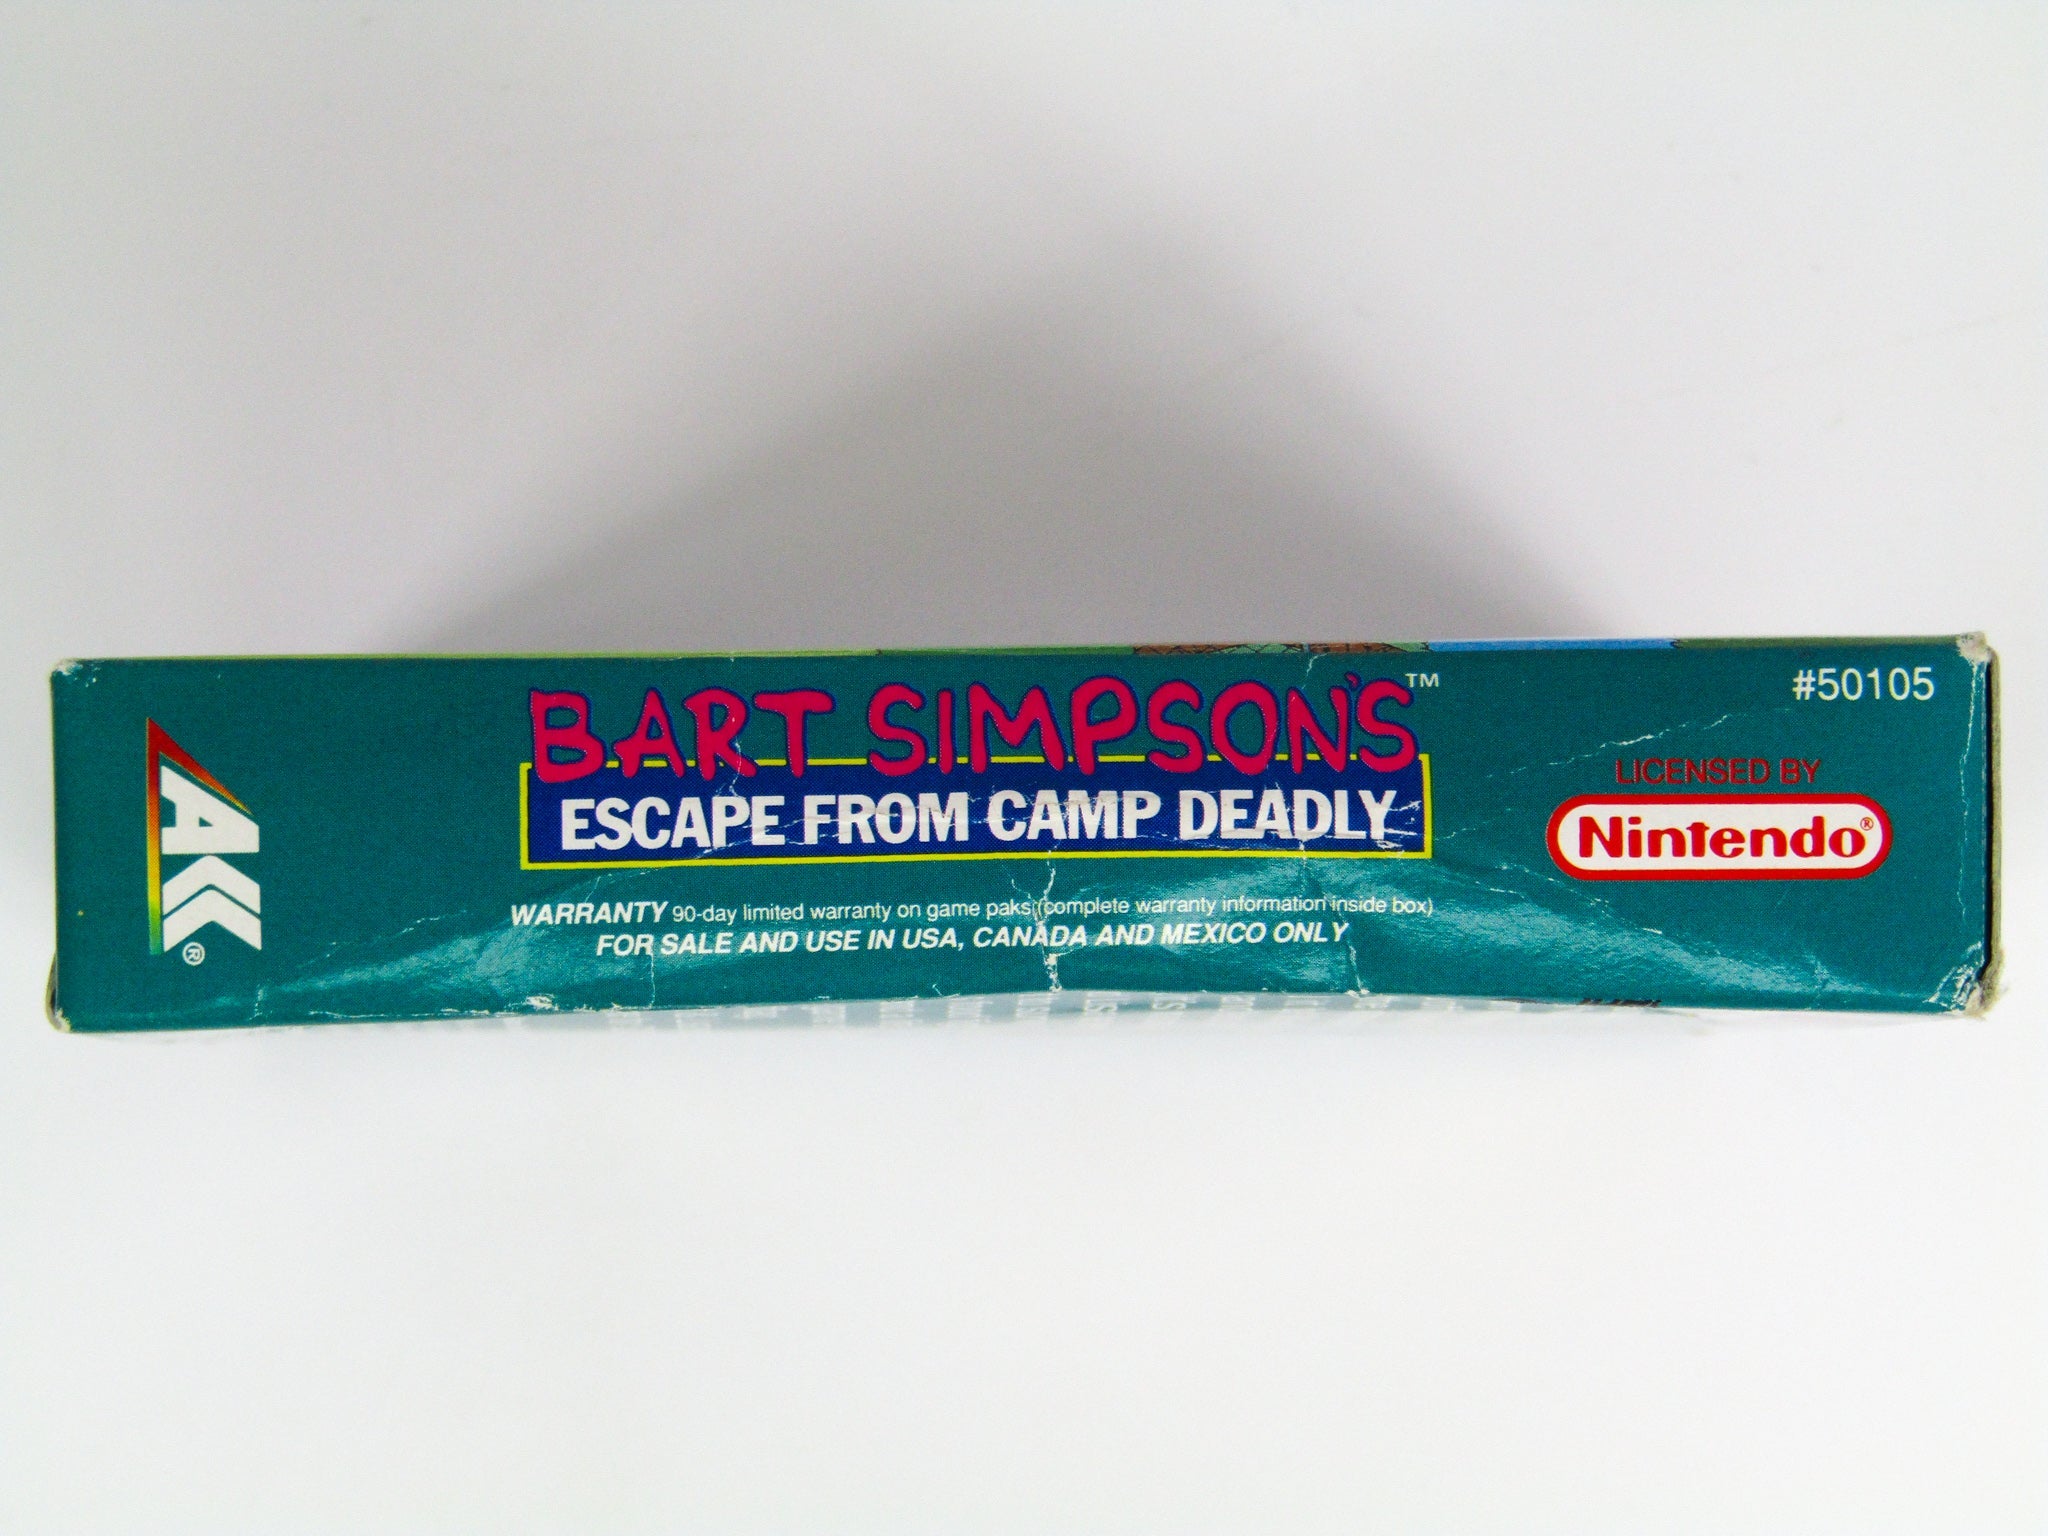 BART SIMPSON'S™
ESCAPE FROM CAMP DEADLY
WARRANTY 90-day limited warranty on game paks (complete warranty information inside box)
FOR SALE AND USE IN USA, CANADA AND MEXICO ONLY
#50105
LICENSED BY
Nintendo®